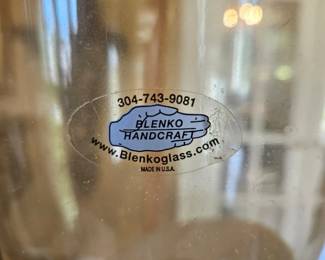 304-743-9081
BLENKO
HANDCRAFT
www.Blenkoglass.com
MADE IN U.S.A.